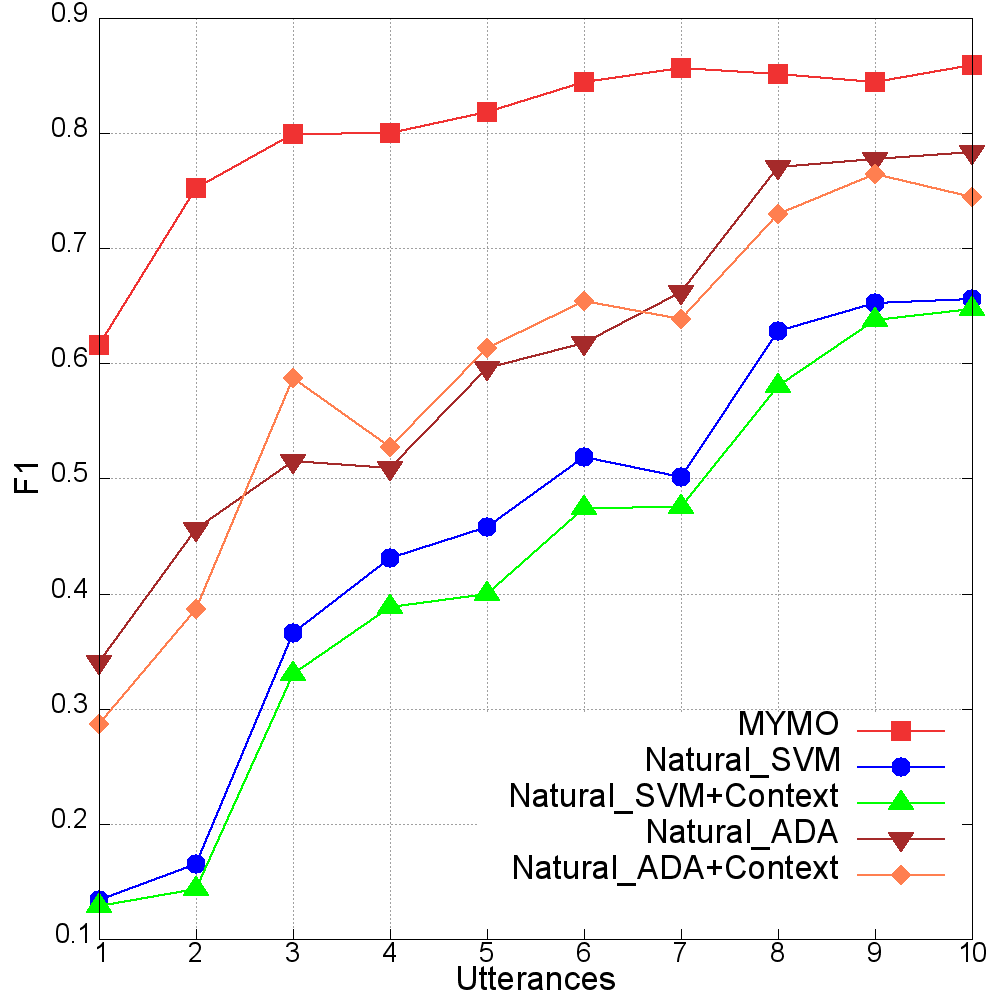 0.9
0.8
0.7
0.6
0.5
0.4
0.3
0.2
0.1
F1
MYMO
Natural_SVM
Natural_SVM+Context
Natural_ADA
Natural_ADA+Context
1 2 3 4 5 6 7 8 9 10
Utterances